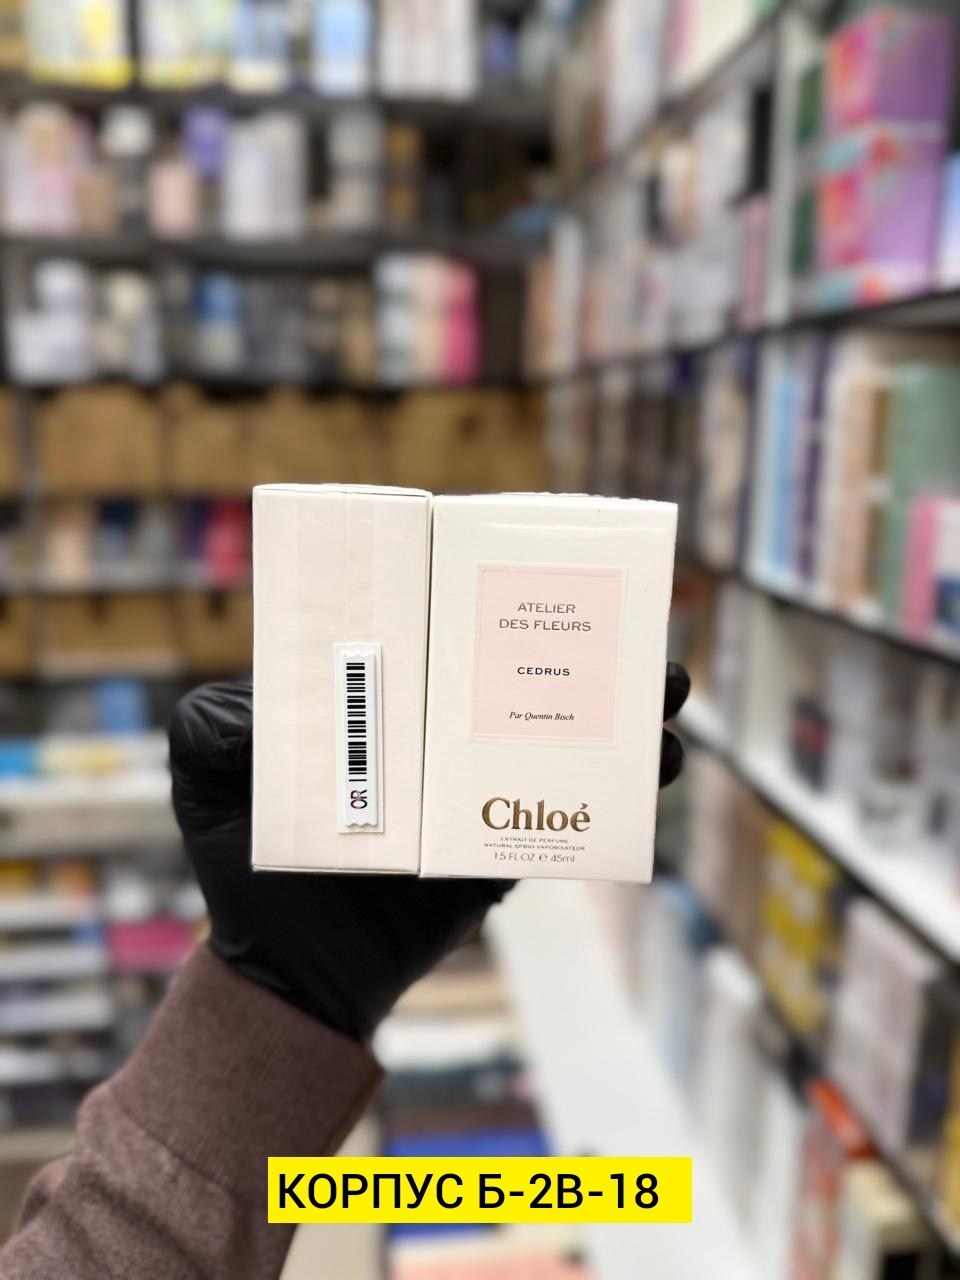 ATELIER
DES FLEURS
CEDRUS
Par Quentin Bisch
Chloé
EXTRAIT DE PERFUME
NATURAL SPRAY-VAPORISATEUR
1.5 FL OZ ℮ 45ml
OR
КОРПУС Б-2В-18